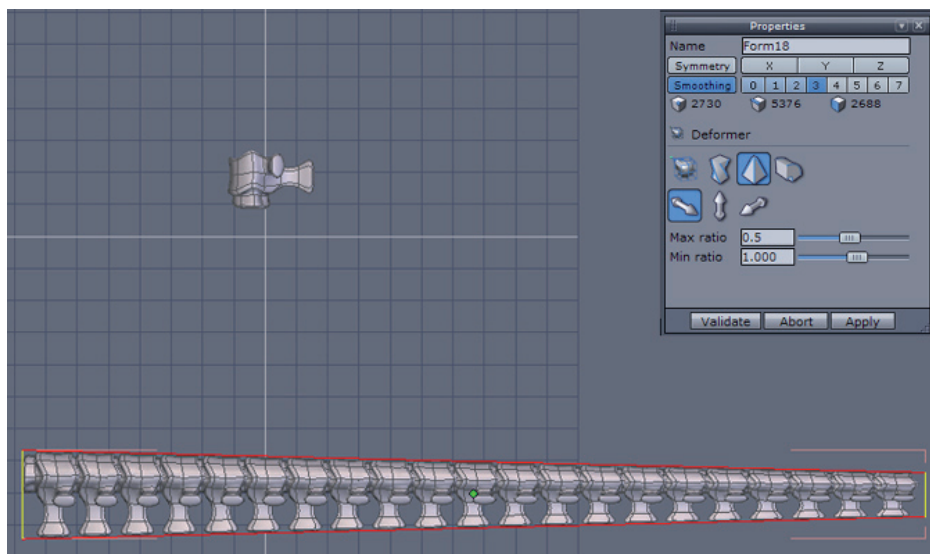 Properties
Name Form18
Symmetry X Y Z
Smoothing 0 1 2 3 4 5 6 7
2730 5376 2688
Deformer
Max ratio 0.5
Min ratio 1.000
Validate Abort Apply